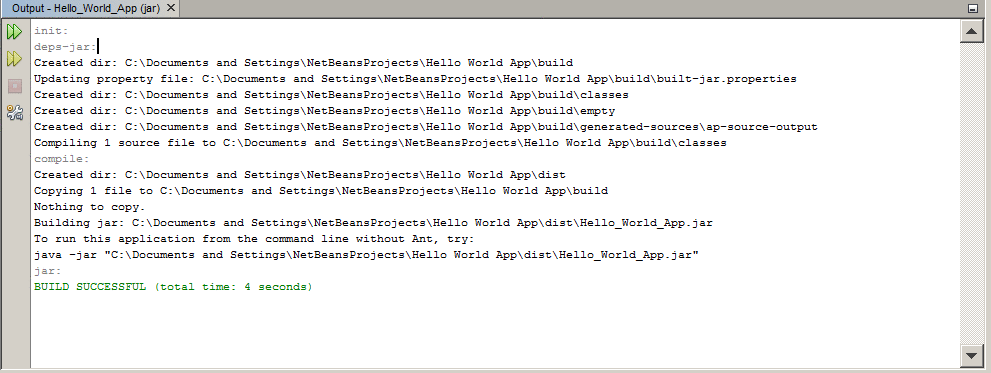 Output - Hello_World_App (jar)
init:
deps-jar:
Created dir: C:\Documents and Settings\NetBeansProjects\Hello World App\build
Updating property file: C:\Documents and Settings\NetBeansProjects\Hello World App\build\built-jar.properties
Created dir: C:\Documents and Settings\NetBeansProjects\Hello World App\build\classes
Created dir: C:\Documents and Settings\NetBeansProjects\Hello World App\build\empty
Created dir: C:\Documents and Settings\NetBeansProjects\Hello World App\build\generated-sources\ap-source-output
Compiling 1 source file to C:\Documents and Settings\NetBeansProjects\Hello World App\build\classes
compile:
Created dir: C:\Documents and Settings\NetBeansProjects\Hello World App\dist
Copying 1 file to C:\Documents and Settings\NetBeansProjects\Hello World App\build
Nothing to copy.
Building jar: C:\Documents and Settings\NetBeansProjects\Hello World App\dist\Hello_World_App.jar
To run this application from the command line without Ant, try:
java -jar "C:\Documents and Settings\NetBeansProjects\Hello World App\dist\Hello_World_App.jar"
jar:
BUILD SUCCESSFUL (total time: 4 seconds)